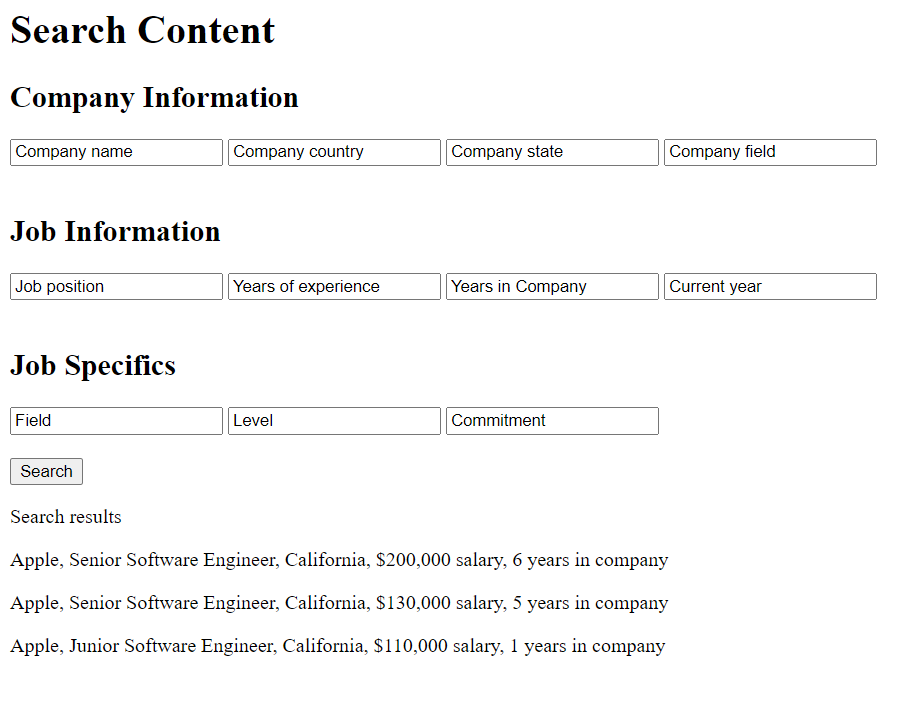 Search Content
Company Information
Company name Company country Company state Company field
Job Information
Job position Years of experience Years in Company Current year
Job Specifics
Field Level Commitment
Search
Search results
Apple, Senior Software Engineer, California, $200,000 salary, 6 years in company
Apple, Senior Software Engineer, California, $130,000 salary, 5 years in company
Apple, Junior Software Engineer, California, $110,000 salary, 1 years in company